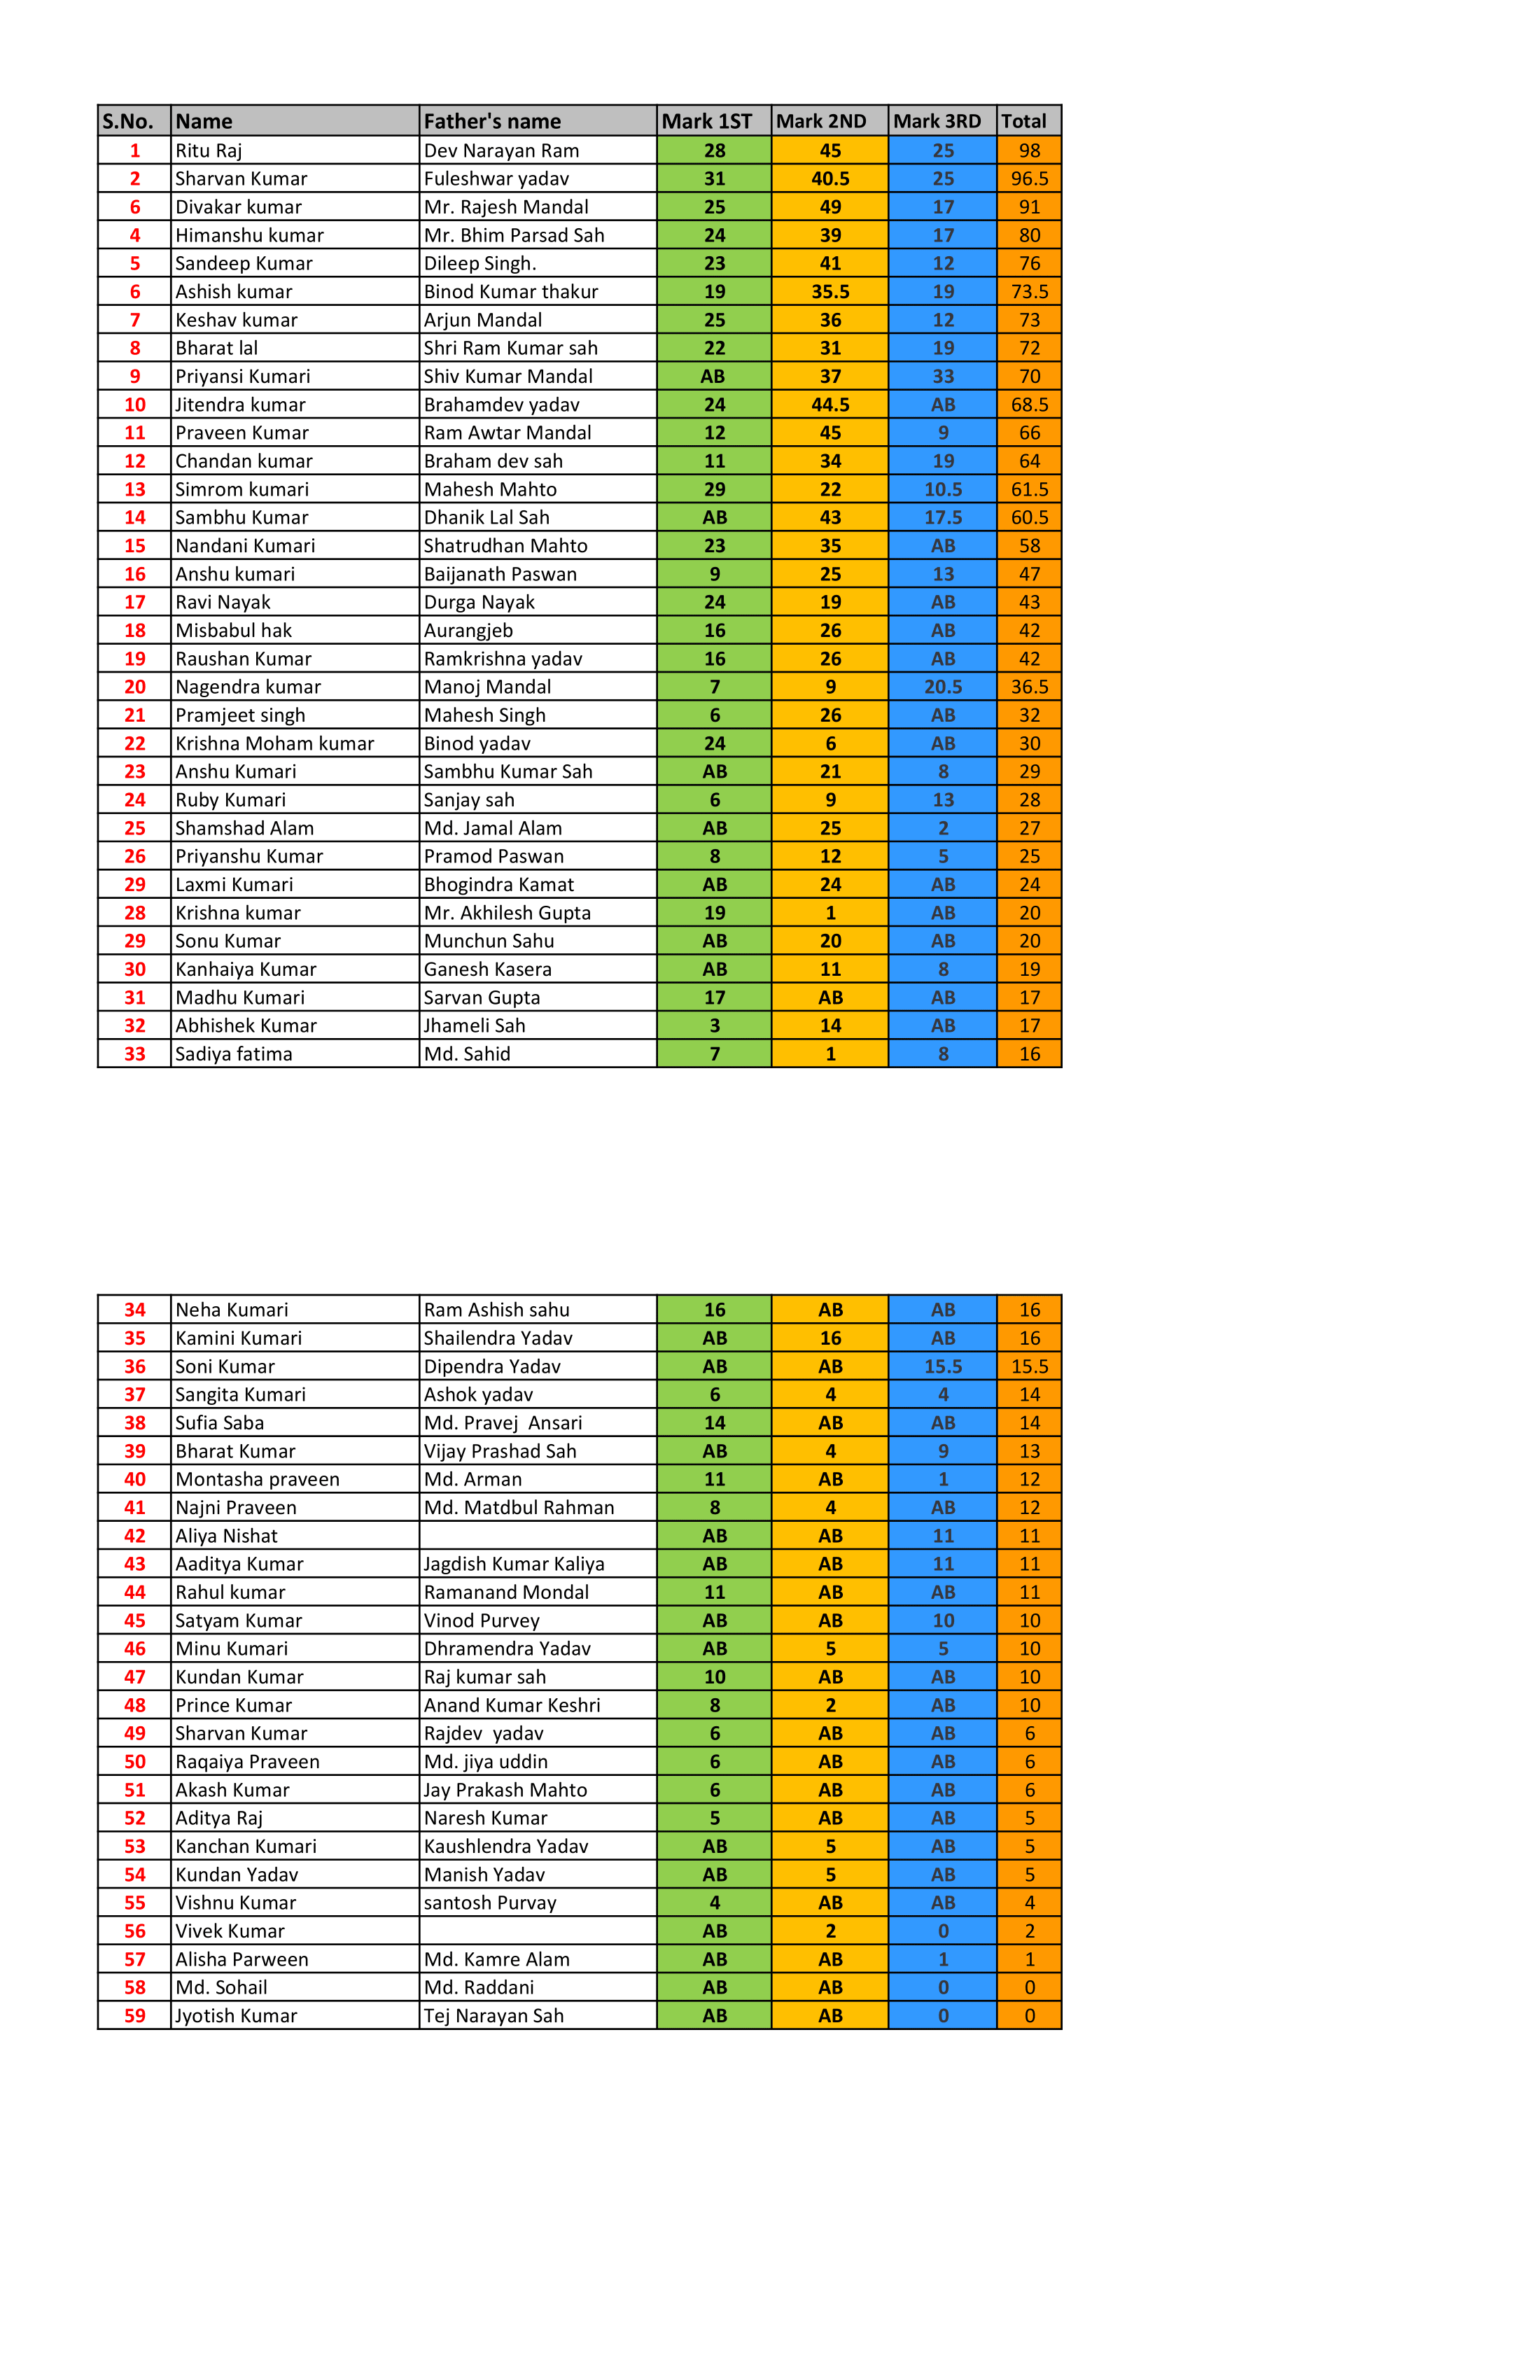 S.No. Name Father's name Mark 1ST Mark 2ND Mark 3RD Total
1 Ritu Raj Dev Narayan Ram 28 45 25 98
2 Sharvan Kumar Fuleshwar yadav 31 40.5 25 96.5
6 Divakar kumar Mr. Rajesh Mandal 25 49 17 91
4 Himanshu kumar Mr. Bhim Parsad Sah 24 39 17 80
5 Sandeep Kumar Dileep Singh. 23 41 12 76
6 Ashish kumar Binod Kumar thakur 19 35.5 19 73.5
7 Keshav kumar Arjun Mandal 25 36 12 73
8 Bharat lal Shri Ram Kumar sah 22 31 19 72
9 Priyansi Kumari Shiv Kumar Mandal AB 37 33 70
10 Jitendra kumar Brahamdev yadav 24 44.5 AB 68.5
11 Praveen Kumar Ram Awtar Mandal 12 45 9 66
12 Chandan kumar Braham dev sah 11 34 19 64
13 Simrom kumari Mahesh Mahto 29 22 10.5 61.5
14 Sambhu Kumar Dhanik Lal Sah AB 43 17.5 60.5
15 Nandani Kumari Shatrudhan Mahto 23 35 AB 58
16 Anshu kumari Baijanath Paswan 9 25 13 47
17 Ravi Nayak Durga Nayak 24 19 AB 43
18 Misbabul hak Aurangjeb 16 26 AB 42
19 Raushan Kumar Ramkrishna yadav 16 26 AB 42
20 Nagendra kumar Manoj Mandal 7 9 20.5 36.5
21 Pramjeet singh Mahesh Singh 6 26 AB 32
22 Krishna Moham kumar Binod yadav 24 6 AB 30
23 Anshu Kumari Sambhu Kumar Sah AB 21 8 29
24 Ruby Kumari Sanjay sah 6 9 13 28
25 Shamshad Alam Md. Jamal Alam AB 25 2 27
26 Priyanshu Kumar Pramod Paswan 8 12 5 25
29 Laxmi Kumari Bhogindra Kamat AB 24 AB 24
28 Krishna kumar Mr. Akhilesh Gupta 19 1 AB 20
29 Sonu Kumar Munchun Sahu AB 20 AB 20
30 Kanhaiya Kumar Ganesh Kasera AB 11 8 19
31 Madhu Kumari Sarvan Gupta 17 AB AB 17
32 Abhishek Kumar Jhameli Sah 3 14 AB 17
33 Sadiya fatima Md. Sahid 7 1 8 16
34 Neha Kumari Ram Ashish sahu 16 AB AB 16
35 Kamini Kumari Shailendra Yadav AB 16 AB 16
36 Soni Kumar Dipendra Yadav AB AB 15.5 15.5
37 Sangita Kumari Ashok yadav 6 4 4 14
38 Sufia Saba Md. Pravej Ansari 14 AB AB 14
39 Bharat Kumar Vijay Prashad Sah AB 4 9 13
40 Montasha praveen Md. Arman 11 AB 1 12
41 Najni Praveen Md. Matdbul Rahman 8 4 AB 12
42 Aliya Nishat AB AB 11 11
43 Aaditya Kumar Jagdish Kumar Kaliya AB AB 11 11
44 Rahul kumar Ramanand Mondal 11 AB AB 11
45 Satyam Kumar Vinod Purvey AB AB 10 10
46 Minu Kumari Dhramendra Yadav AB 5 5 10
47 Kundan Kumar Raj kumar sah 10 AB AB 10
48 Prince Kumar Anand Kumar Keshri 8 2 AB 10
49 Sharvan Kumar Rajdev yadav 6 AB AB 6
50 Raqaiya Praveen Md. jiya uddin 6 AB AB 6
51 Akash Kumar Jay Prakash Mahto 6 AB AB 6
52 Aditya Raj Naresh Kumar 5 AB AB 5
53 Kanchan Kumari Kaushlendra Yadav AB 5 AB 5
54 Kundan Yadav Manish Yadav AB 5 AB 5
55 Vishnu Kumar santosh Purvay 4 AB AB 4
56 Vivek Kumar AB 2 0 2
57 Alisha Parween Md. Kamre Alam AB AB 1 1
58 Md. Sohail Md. Raddani AB AB 0 0
59 Jyotish Kumar Tej Narayan Sah AB AB 0 0